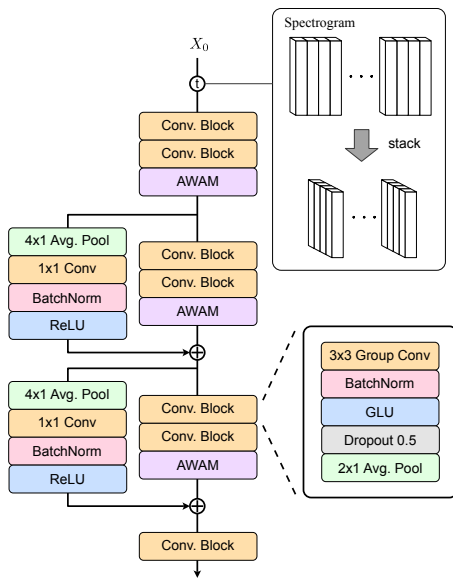 X0
t
Spectrogram
stack
Conv. Block
Conv. Block
AWAM
4x1 Avg. Pool
1x1 Conv
BatchNorm
ReLU
Conv. Block
Conv. Block
AWAM
4x1 Avg. Pool
1x1 Conv
BatchNorm
ReLU
Conv. Block
Conv. Block
AWAM
3x3 Group Conv
BatchNorm
GLU
Dropout 0.5
2x1 Avg. Pool
Conv. Block